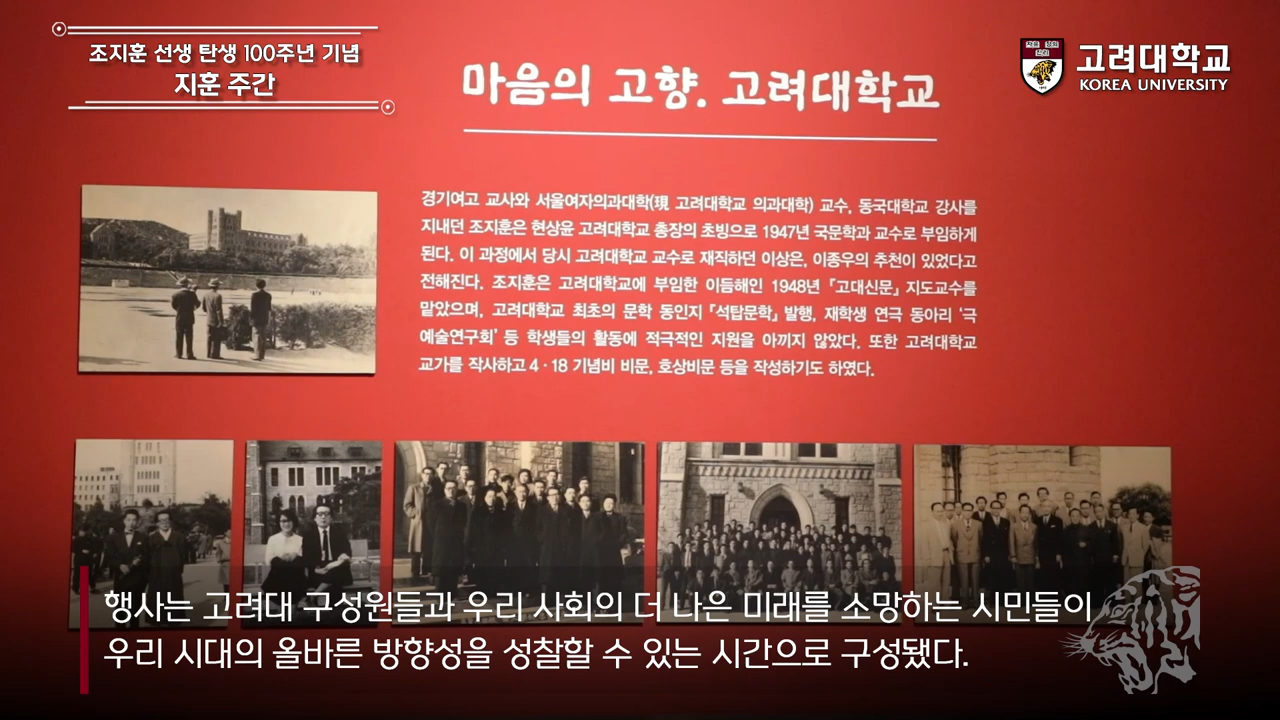 조지훈 선생 탄생 100주년 기념
지훈 주간
고려대학교
KOREA UNIVERSITY
마음의 고향. 고려대학교
경기여고 교사와 서울여자의과대학(現 고려대학교 의과대학) 교수, 동국대학교 강사를
지내던 조지훈은 현상윤 고려대학교 총장의 초빙으로 1947년 국문학과 교수로 부임하게
된다. 이 과정에서 당시 고려대학교 교수로 재직하던 이상은, 이종우의 추천이 있었다고
전해진다. 조지훈은 고려대학교에 부임한 이듬해인 1948년 『고대신문』 지도교수를
맡았으며, 고려대학교 최초의 문학 동인지 『석탑문학』 발행, 재학생 연극 동아리 ‘극
예술연구회’ 등 학생들의 활동에 적극적인 지원을 아끼지 않았다. 또한 고려대학교
교가를 작사하고 4·18 기념비 비문, 호상비문 등을 작성하기도 하였다.
행사는 고려대 구성원들과 우리 사회의 더 나은 미래를 소망하는 시민들이
우리 시대의 올바른 방향성을 성찰할 수 있는 시간으로 구성됐다.